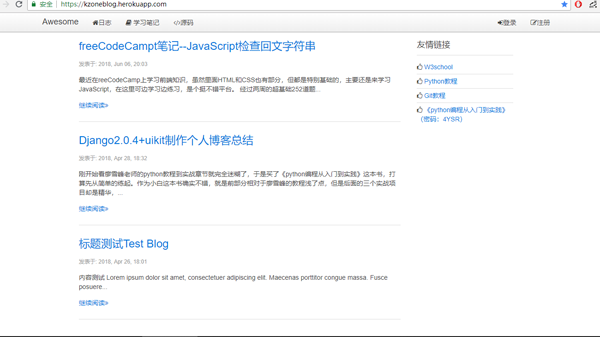 安全 https://kzoneblog.herokuapp.com
Awesome 日志 学习笔记 源码 登录 注册
freeCodeCampt笔记--JavaScript检查回文字符串
发表于: 2018, Jun 08, 20:03
最近在reeCodeCamp上学习前端知识，虽然里面HTML和CSS也有部分，但都是特别基础的，主要还是来学习
JavaScript，在这里可边学习边练习，是个挺不错平台。 经过两周的超基础252道题...
继续阅读
Django2.0.4+uikit制作个人博客总结
发表于: 2018, Apr 28, 18:32
刚开始看廖雪峰老师的python教程到实战章节就完全迷糊了，于是买了《python编程从入门到实践》这本书，打
算先从简单的练起。作为小白这本书确实不错，就是前部分相对于廖雪峰的教程浅了点，但是后面的三个实战项
目却是精华，...
继续阅读
标题测试Test Blog
发表于: 2018, Apr 26, 16:01
内容测试 Lorem ipsum dolor sit amet, consectetuer adipiscing elit. Maecenas porttitor congue massa. Fusce
posuere...
继续阅读
友情链接
W3school
Python教程
Git教程
《python编程从入门到实践》
（密码：4YSR）